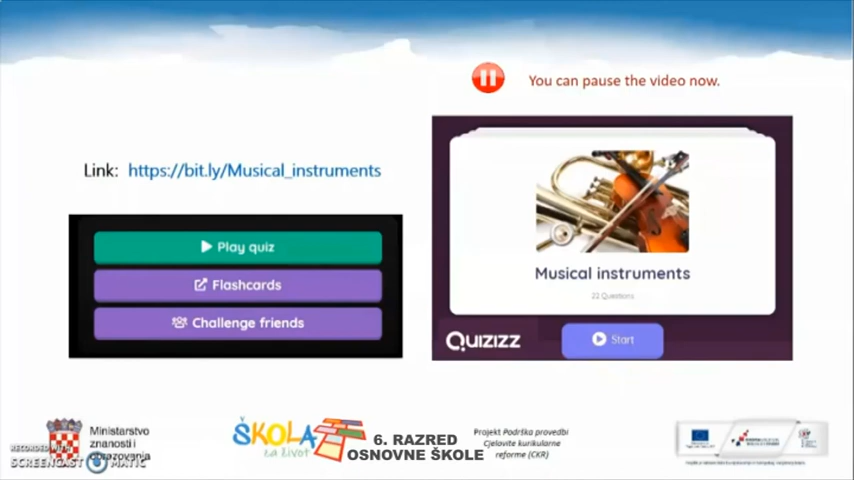 You can pause the video now.
Link: https://bit.ly/Musical_instruments
Play quiz
Flashcards
Challenge friends
Musical instruments
22 Questions
Quizizz
Start
Ministarstvo
znanosti i
obrazovanja
RECORDED WITH
SCREENCAST MATIC
ŠKOLA
za život
6. RAZRED
OSNOVNE ŠKOLE
Projekt Podrška provedbi
Cjelovite kurikularne
reforme (CKR)